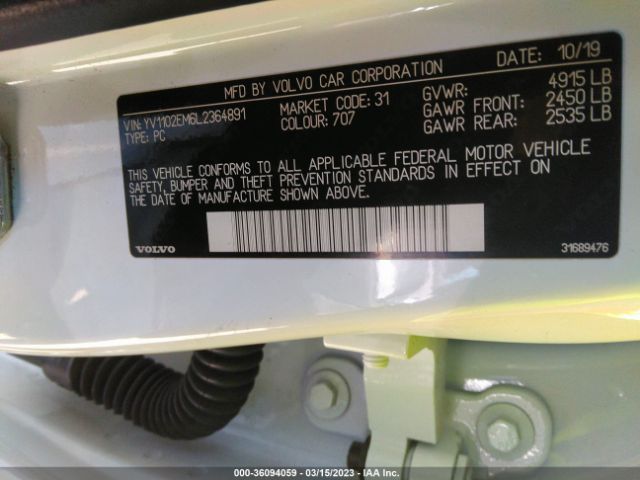 MFD BY VOLVO CAR CORPORATION DATE: 10/19
VIN: YV1102EM6L2364891 MARKET CODE: 31 GVWR: 4915 LB
TYPE: PC COLOUR: 707 GAWR FRONT: 2450 LB
GAWR REAR: 2535 LB
THIS VEHICLE CONFORMS TO ALL APPLICABLE FEDERAL MOTOR VEHICLE
SAFETY, BUMPER AND THEFT PREVENTION STANDARDS IN EFFECT ON
THE DATE OF MANUFACTURE SHOWN ABOVE.
VOLVO 31689476
000-36094059 - 03/15/2023 - IAA Inc.